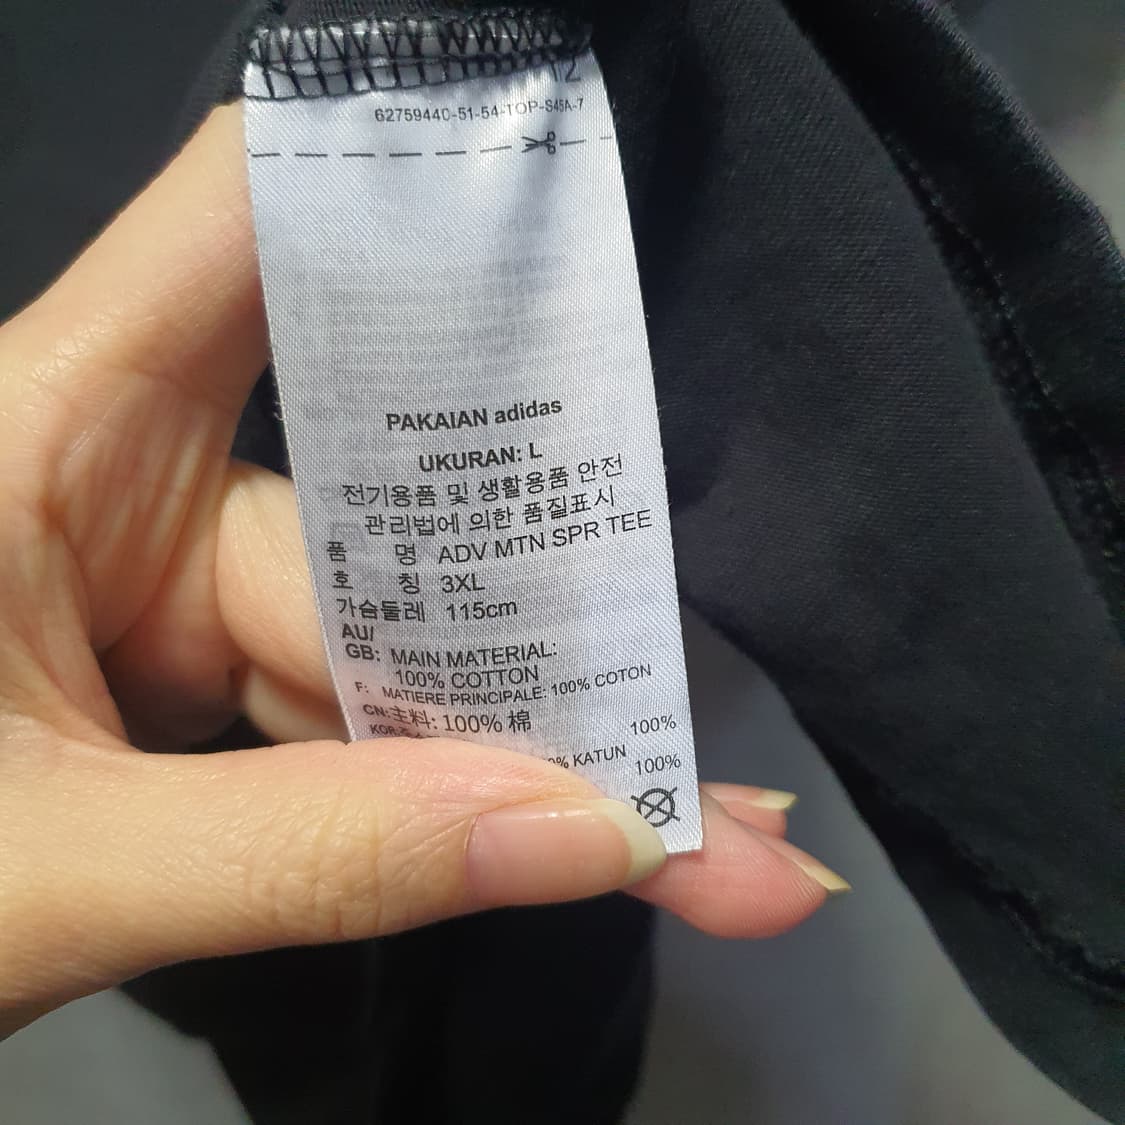 62759440-51-54-TOP-S45A-7
PAKAIAN adidas
UKURAN: L
전기용품 및 생활용품 안전
관리법에 의한 품질표시
품 명 ADV MTN SPR TEE
호 칭 3XL
가슴둘레 115cm
AU/
GB: MAIN MATERIAL:
100% COTTON
F: MATIERE PRINCIPALE: 100% COTON
CN:主料: 100% 棉
KOR: 100%
KATUN
100%